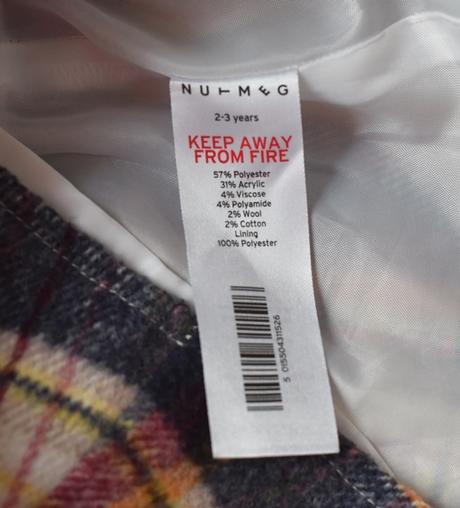 NUTMEG
2-3 years
KEEP AWAY
FROM FIRE
57% Polyester
31% Acrylic
4% Viscose
4% Polyamide
2% Wool
2% Cotton
Lining
100% Polyester
5 015504311526